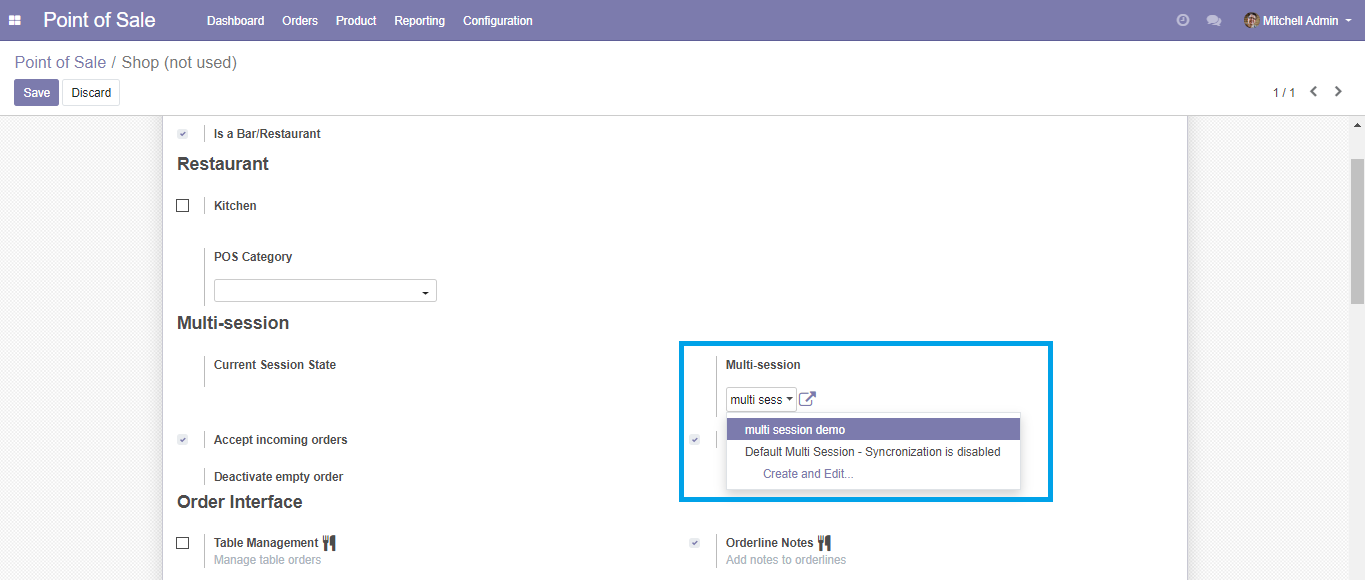 Point of Sale Dashboard Orders Product Reporting Configuration Mitchell Admin
Point of Sale / Shop (not used)
Save Discard 1 / 1
Is a Bar/Restaurant
Restaurant
Kitchen
POS Category
Multi-session
Current Session State Multi-session
multi sess
multi session demo
Accept incoming orders
Default Multi Session - Syncronization is disabled
Create and Edit...
Deactivate empty order
Order Interface
Table Management Orderline Notes
Manage table orders Add notes to orderlines